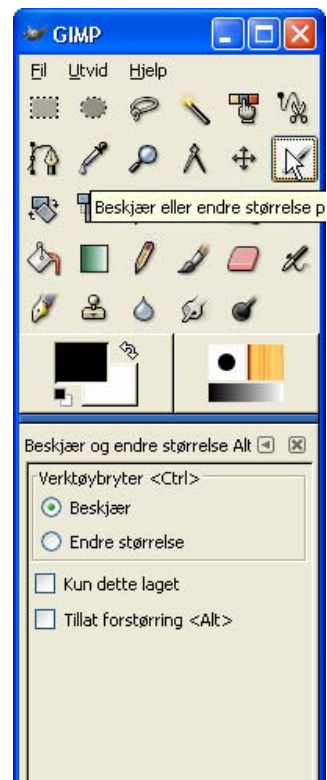 GIMP
Fil Utvid Hjelp
Beskjær eller endre størrelse p
Beskjær og endre størrelse Alt
Verktøybryter <Ctrl>
Beskjær
Endre størrelse
Kun dette laget
Tillat forstørring <Alt>